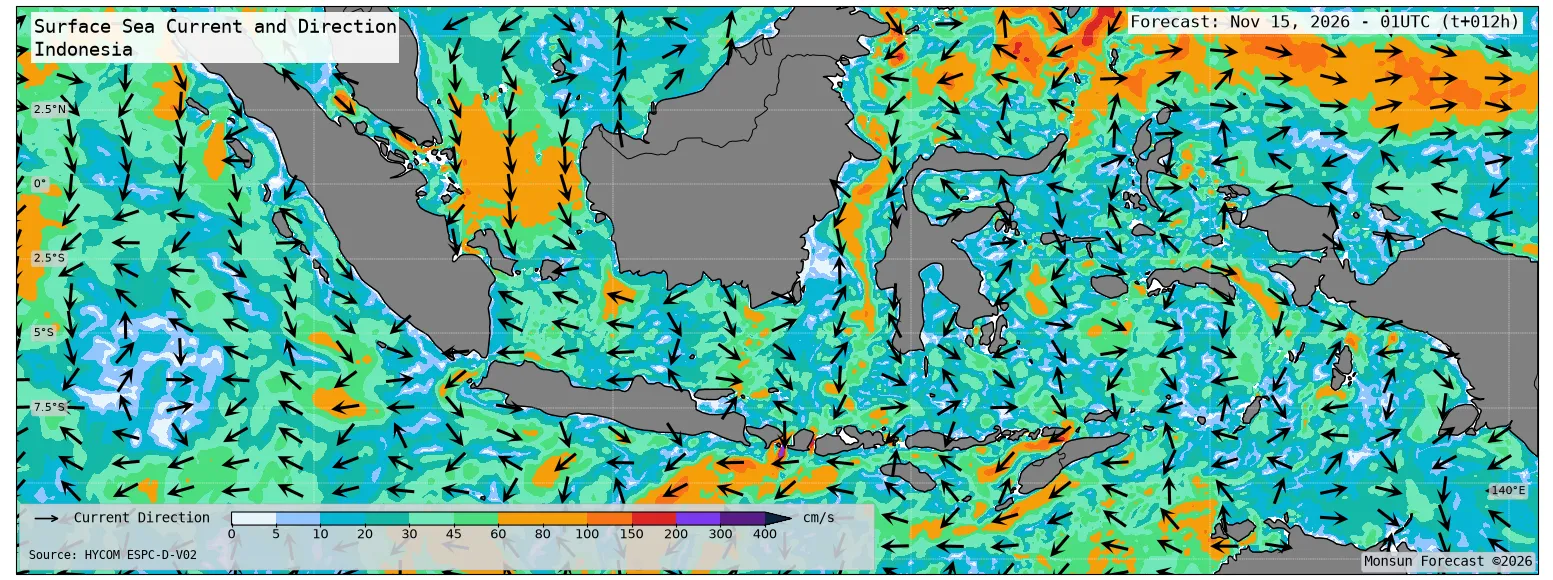 Surface Sea Current and Direction
Indonesia
Forecast: Nov 15, 2026 - 01UTC (t+012h)
2.5°N
0°
2.5°S
5°S
7.5°S
140°E
Current Direction
0 5 10 20 30 45 60 80 100 150 200 300 400 cm/s
Source: HYCOM ESPC-D-V02
Monsun Forecast ©2026